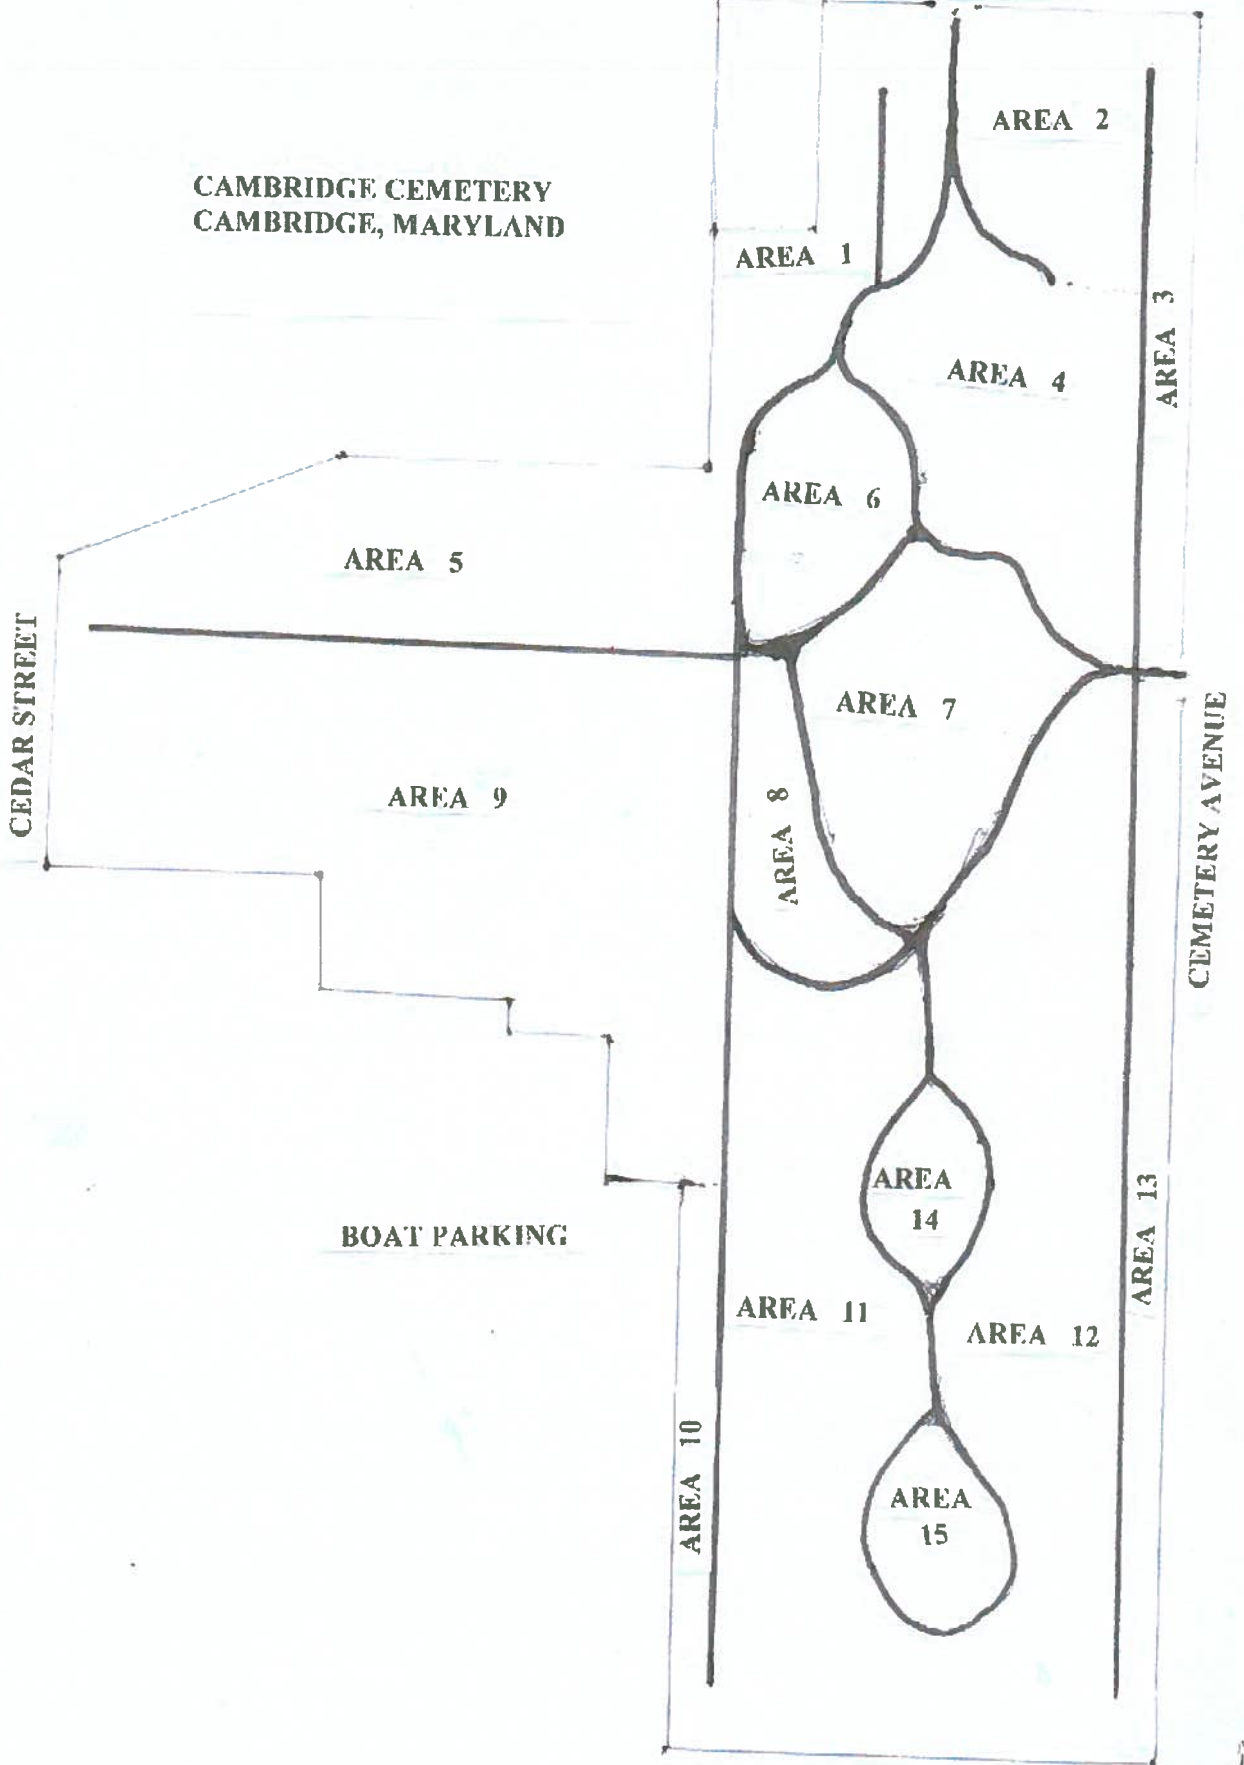 AREA 2
CAMBRIDGE CEMETERY
CAMBRIDGE, MARYLAND
AREA 1
AREA 3
AREA 4
AREA 6
AREA 5
CEDAR STREET
AREA 7
CEMETERY AVENUE
AREA 9
AREA 8
AREA
14
AREA 13
BOAT PARKING
AREA 11
AREA 12
AREA 10
AREA
15